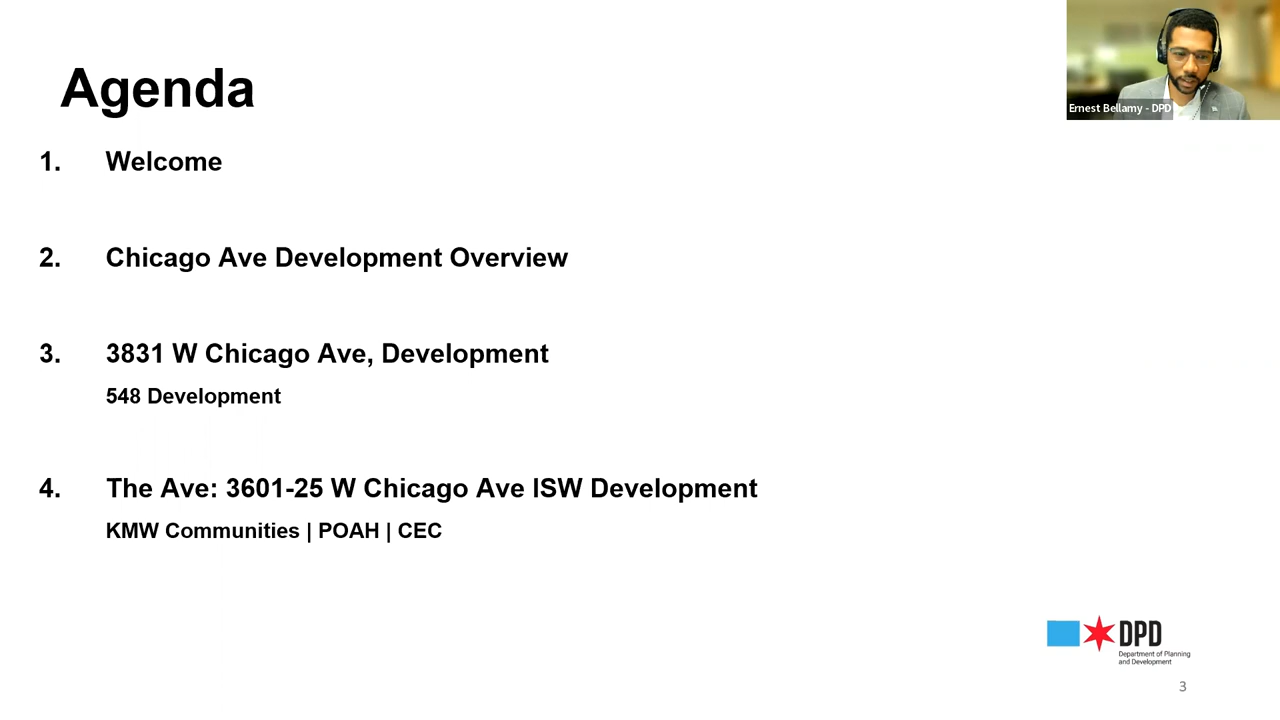 Agenda
Ernest Bellamy - DPD
1. Welcome
2. Chicago Ave Development Overview
3. 3831 W Chicago Ave, Development
548 Development
4. The Ave: 3601-25 W Chicago Ave ISW Development
KMW Communities | POAH | CEC
DPD
Department of Planning
and Development
3